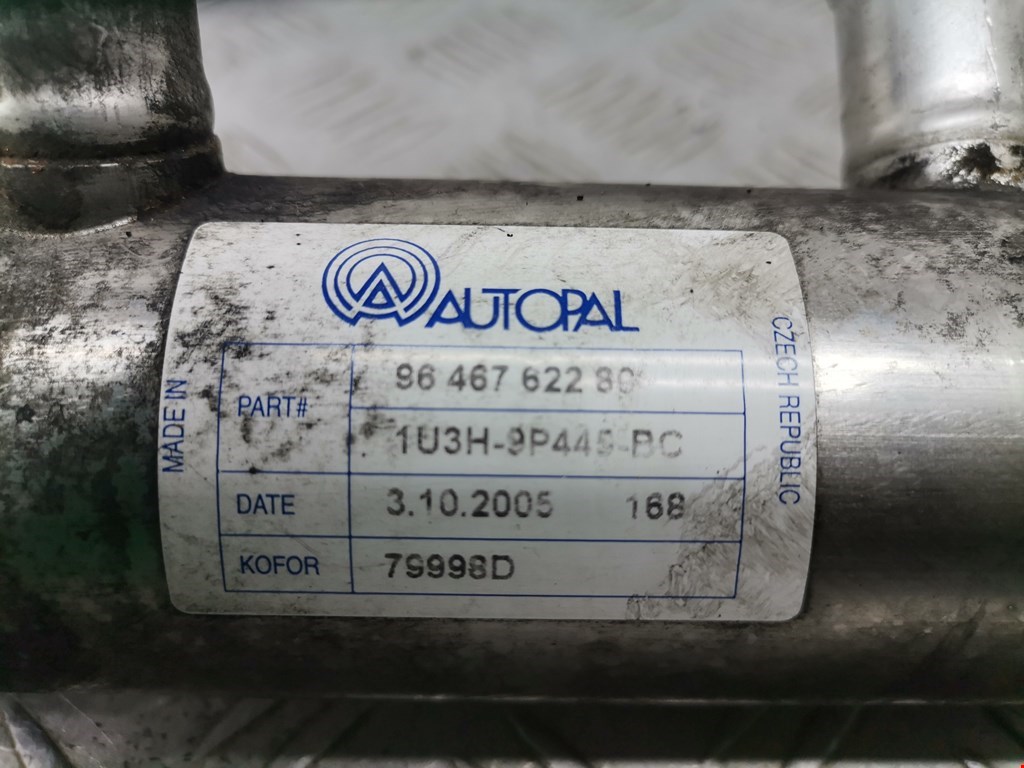 AUTOPAL
MADE IN
CZECH REPUBLIC
PART#
96 467 622 80
1U3H-9P445-BC
DATE
3.10.2005 168
KOFOR
79998D